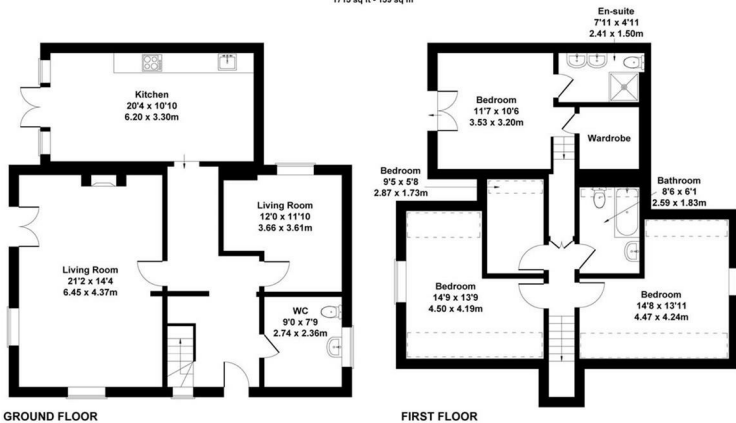 Kitchen
20'4 x 10'10
6.20 x 3.30m
Living Room
12'0 x 11'10
3.66 x 3.61m
Living Room
21'2 x 14'4
6.45 x 4.37m
WC
9'0 x 7'9
2.74 x 2.36m
GROUND FLOOR
En-suite
7'11 x 4'11
2.41 x 1.50m
Bedroom
11'7 x 10'6
3.53 x 3.20m
Wardrobe
Bedroom
9'5 x 5'8
2.87 x 1.73m
Bathroom
8'6 x 6'1
2.59 x 1.83m
Bedroom
14'9 x 13'9
4.50 x 4.19m
Bedroom
14'8 x 13'11
4.47 x 4.24m
FIRST FLOOR